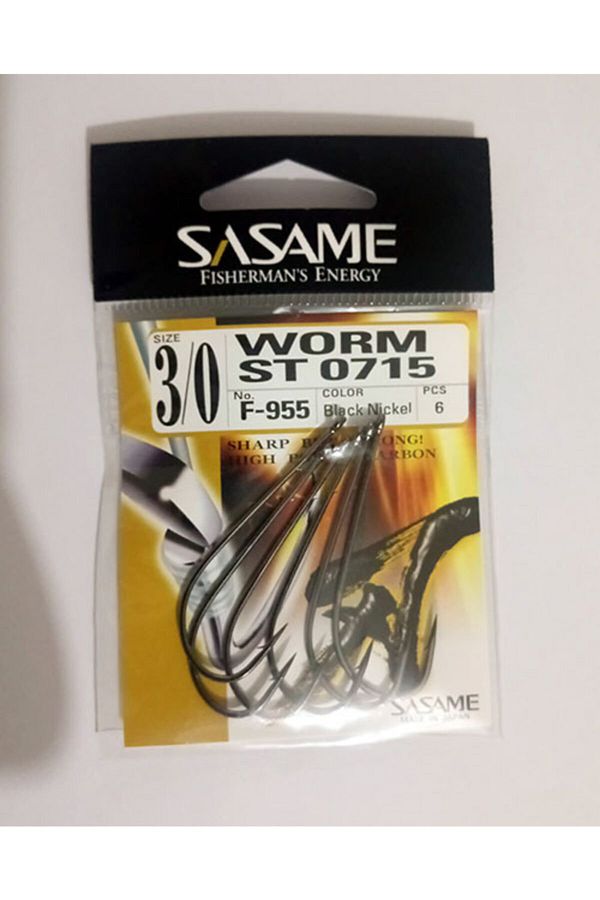 SASAME
FISHERMAN'S ENERGY
SIZE
3/0
WORM
ST 0715
No.
F-955
COLOR
Black Nickel
PCS
6
SHARP
HIGH
CARBON
SASAME
MADE IN JAPAN